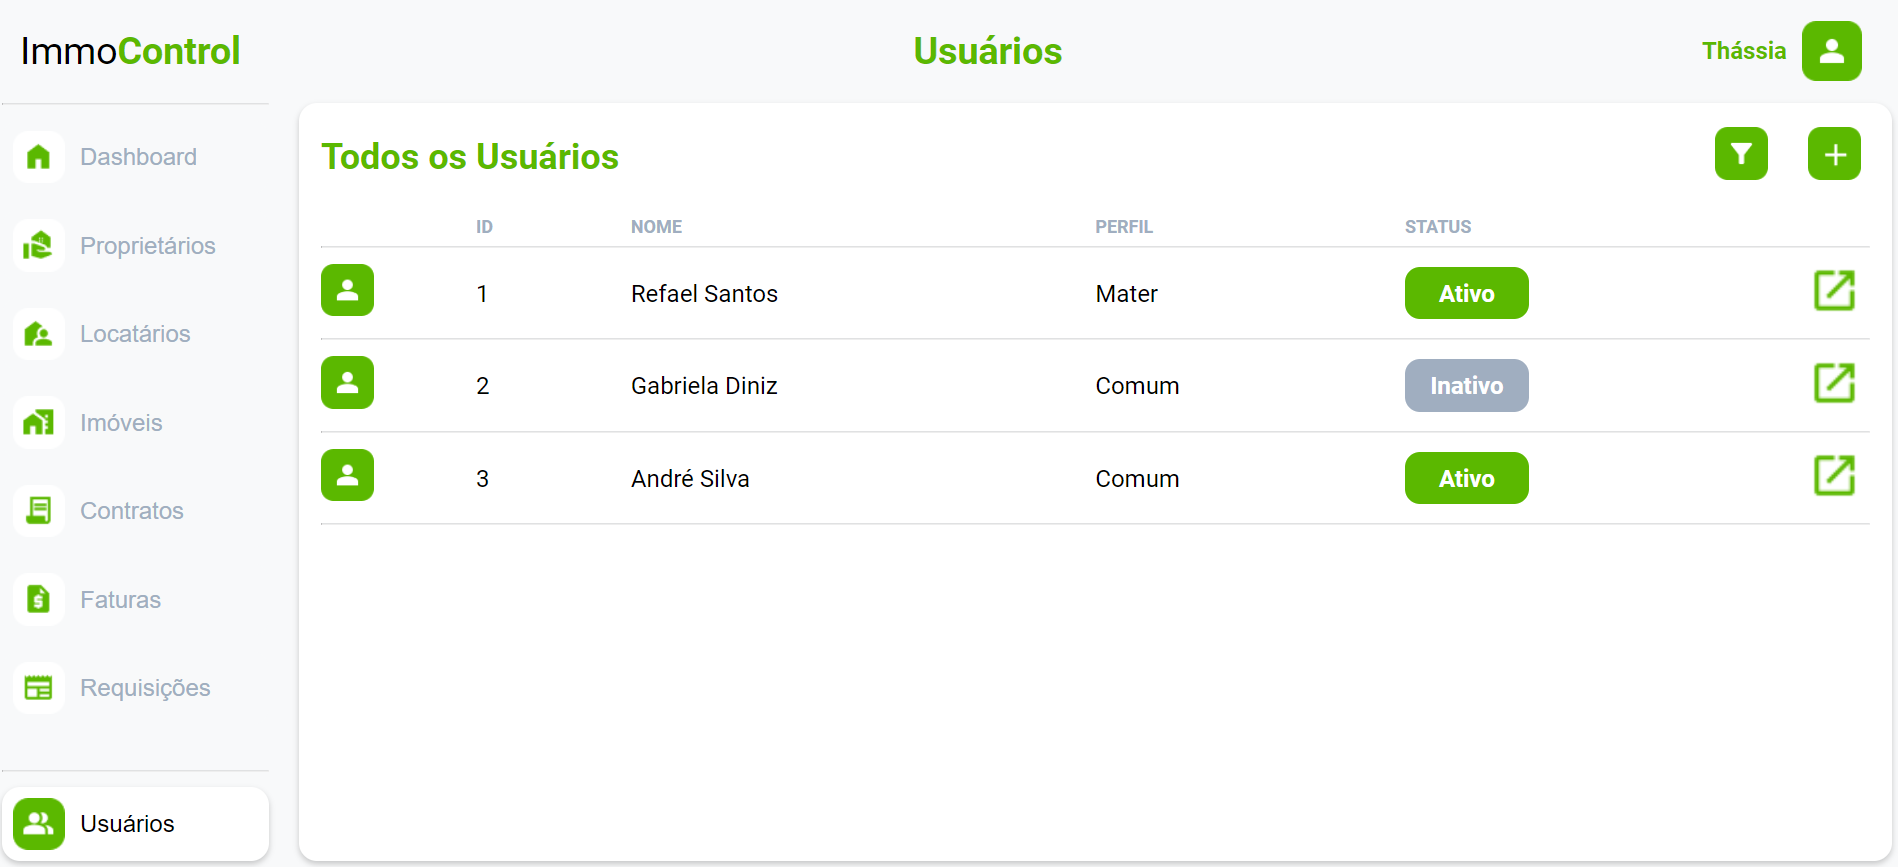 ImmoControl
Usuários
Thássia
Dashboard
Proprietários
Locatários
Imóveis
Contratos
Faturas
Requisições
Usuários
Todos os Usuários
ID NOME PERFIL STATUS
1 Refael Santos Mater Ativo
2 Gabriela Diniz Comum Inativo
3 André Silva Comum Ativo